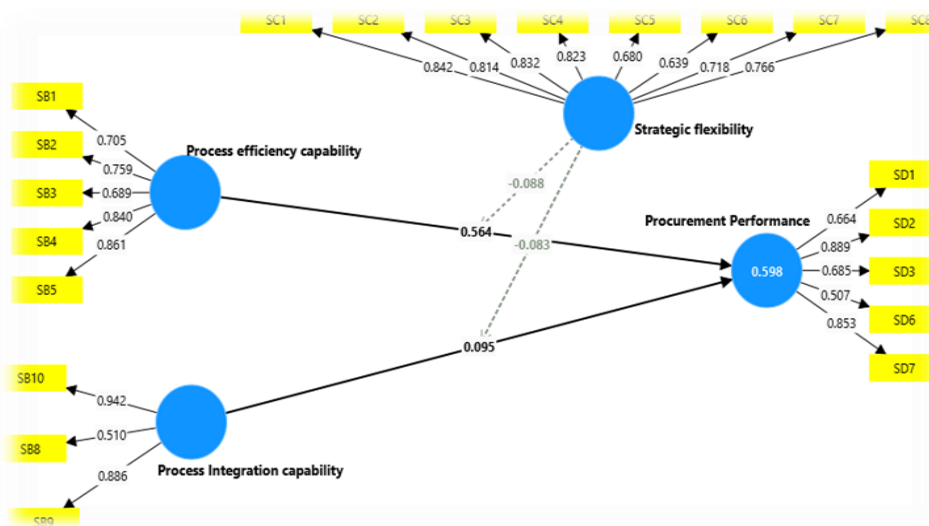 SC1 SC2 SC3 SC4 SC5 SC6 SC7 SC8
0.842 0.814 0.832 0.823 0.680 0.639 0.718 0.766
Strategic flexibility
SB1
SB2
SB3
SB4
SB5
0.705
0.759
0.689
0.840
0.861
Process efficiency capability
-0.088
0.564
-0.083
0.095
Procurement Performance
0.598
0.664
0.889
0.685
0.507
0.853
SD1
SD2
SD3
SD6
SD7
SB10
SB8
SB9
0.942
0.510
0.886
Process Integration capability